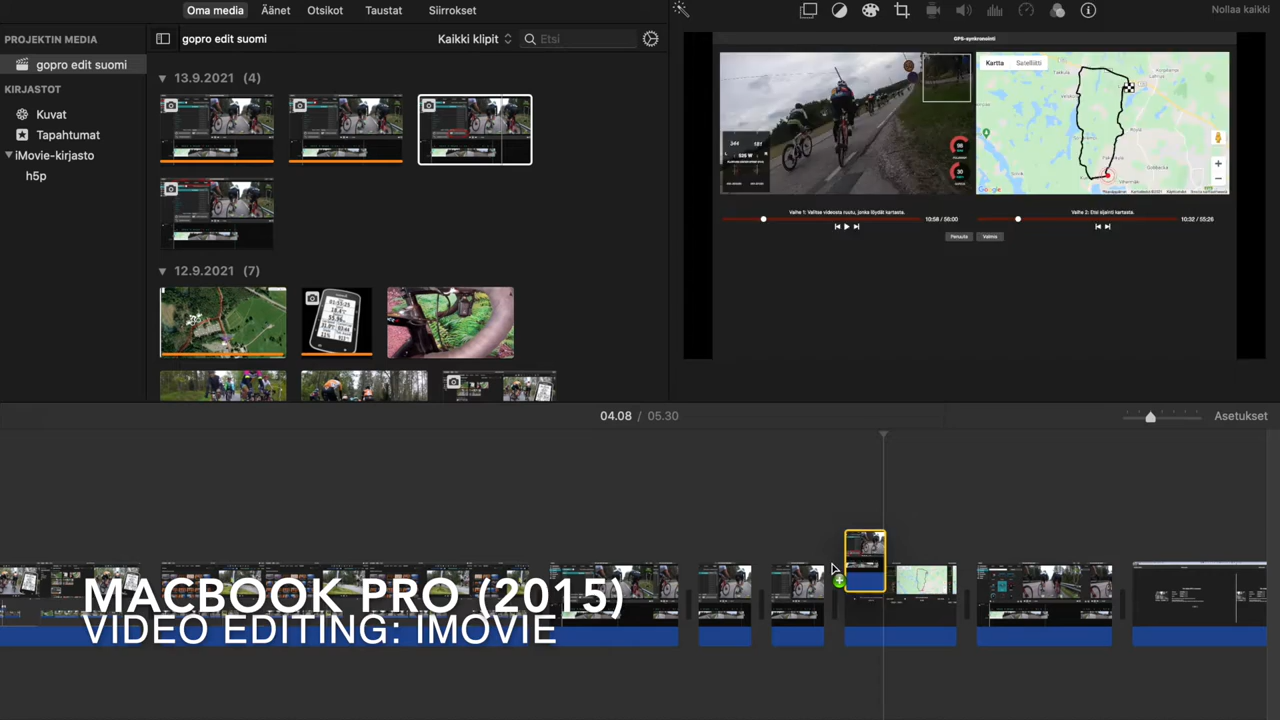 Oma media Äänet Otsikot Taustat Siirrokset
Nollaa kaikki
PROJEKTIN MEDIA
gopro edit suomi
KIRJASTOT
Kuvat
Tapahtumat
iMovie-kirjasto
h5p
gopro edit suomi
Kaikki klipit
Etsi
13.9.2021 (4)
12.9.2021 (7)
GPS-synkronointi
Kartta Satelliitti
Google
Vaihe 1: Valitse videosta ruutu, jonka löydät kartasta.
10:58 / 56:00
Vaihe 2: Etsi sijainti kartasta.
10:32 / 55:26
Peruuta Valmis
04.08 / 05.30
Asetukset
MACBOOK PRO (2015)
VIDEO EDITING: IMOVIE